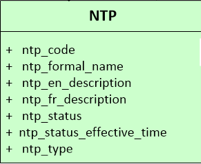 NTP
+ ntp_code
+ ntp_formal_name
+ ntp_en_description
+ ntp_fr_description
+ ntp_status
+ ntp_status_effective_time
+ ntp_type